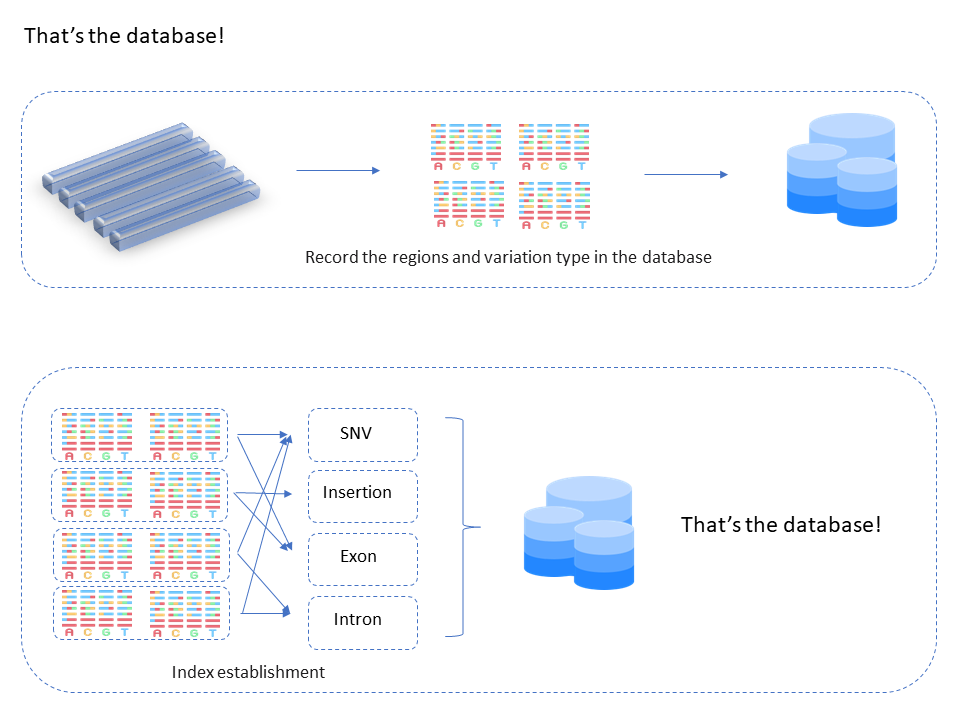 That's the database!
A C G T A C G T
A C G T A C G T
Record the regions and variation type in the database
A C G T A C G T
SNV
A C G T A C G T
Insertion
A C G T A C G T
Exon
A C G T A C G T
Intron
That's the database!
Index establishment